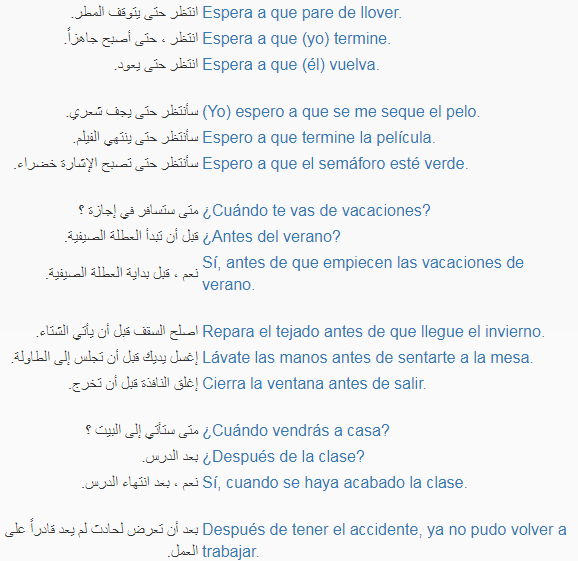 انتظر حتى يتوقف المطر. Espera a que pare de llover.
انتظر ، حتى أصبح جاهزاً. Espera a que (yo) termine.
انتظر حتى يعود. Espera a que (él) vuelva.
سأنتظر حتى يجف شعري. (Yo) espero a que se me seque el pelo.
سأنتظر حتى ينتهي الفيلم. Espero a que termine la película.
سأنتظر حتى تصبح الإشارة خضراء. Espero a que el semáforo esté verde.
متى ستسافر في إجازة ؟ ¿Cuándo te vas de vacaciones?
قبل أن تبدأ العطلة الصيفية. ¿Antes del verano?
نعم ، قبل بداية العطلة الصيفية. Sí, antes de que empiecen las vacaciones de
verano.
اصلح السقف قبل أن يأتي الشتاء. Repara el tejado antes de que llegue el invierno.
إغسل يديك قبل أن تجلس إلى الطاولة. Lávate las manos antes de sentarte a la mesa.
إغلق النافذة قبل أن تخرج. Cierra la ventana antes de salir.
متى ستأتي إلى البيت ؟ ¿Cuándo vendrás a casa?
بعد الدرس. ¿Después de la clase?
نعم ، بعد انتهاء الدرس. Sí, cuando se haya acabado la clase.
بعد أن تعرض لحادث لم يعد قادراً على Después de tener el accidente, ya no pudo volver a
العمل. trabajar.